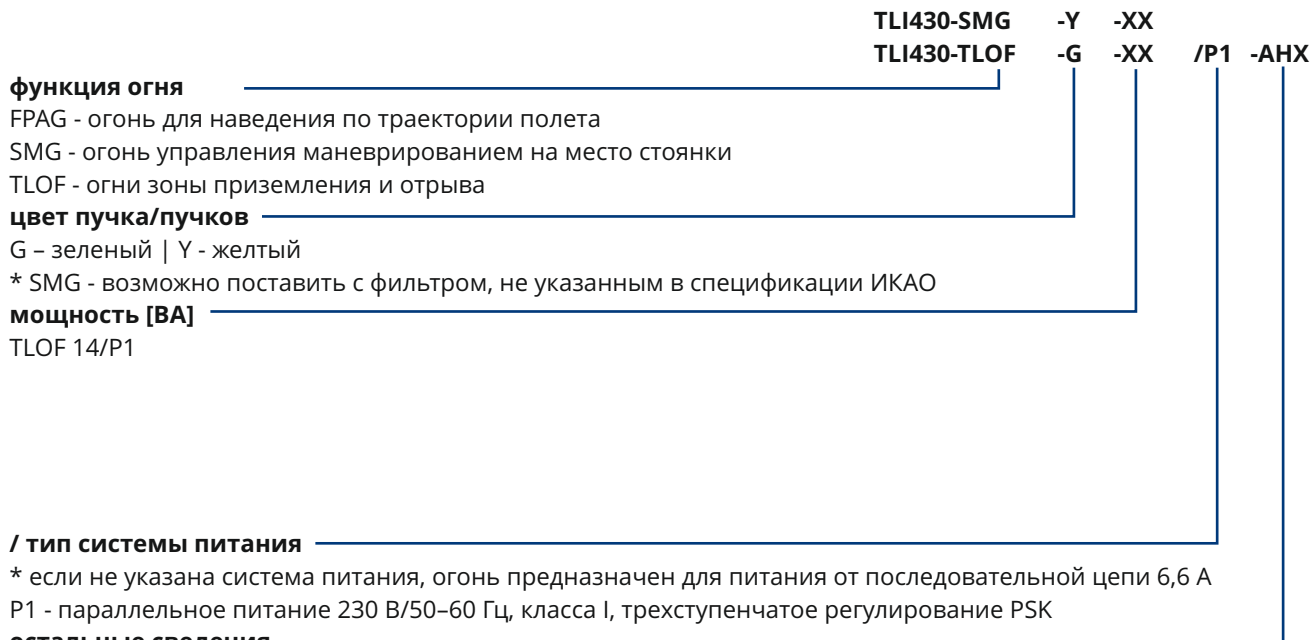 TLI430-SMG -Y -XX
TLI430-TLOF -G -XX /P1 -AHX
функция огня
FPAG - огонь для наведения по траектории полета
SMG - огонь управления маневрированием на место стоянки
TLOF - огни зоны приземления и отрыва
цвет пучка/пучков
G – зеленый | Y - желтый
* SMG - возможно поставить с фильтром, не указанным в спецификации ИКАО
мощность [ВА]
TLOF 14/P1
/ тип системы питания
* если не указана система питания, огонь предназначен для питания от последовательной цепи 6,6 А
P1 - параллельное питание 230 В/50–60 Гц, класса I, трехступенчатое регулирование PSK
остальные сведения